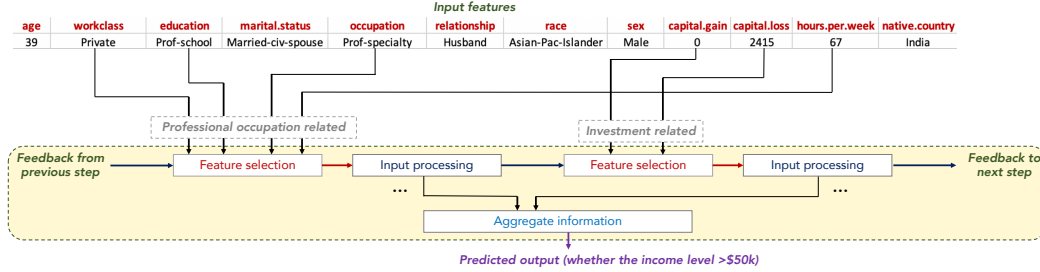 Input features
age workclass education marital.status occupation relationship race sex capital.gain capital.loss hours.per.week native.country
39 Private Prof-school Married-civ-spouse Prof-specialty Husband Asian-Pac-Islander Male 0 2415 67 India
Professional occupation related
Investment related
Feedback from
previous step
Feature selection
Input processing
Feature selection
Input processing
Feedback to
next step
...
...
Aggregate information
Predicted output (whether the income level >$50k)